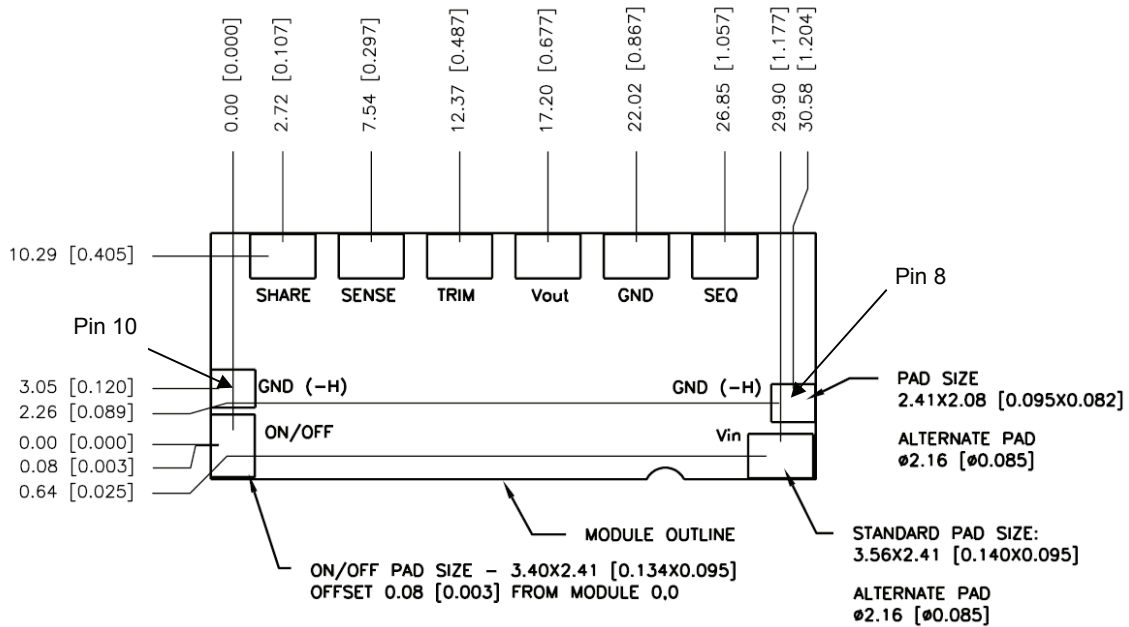 0.00 [0.000]
2.72 [0.107]
7.54 [0.297]
12.37 [0.487]
17.20 [0.677]
22.02 [0.867]
26.85 [1.057]
29.90 [1.177]
30.58 [1.204]
10.29 [0.405]
SHARE
SENSE
TRIM
Vout
GND
SEQ
Pin 8
Pin 10
3.05 [0.120]
2.26 [0.089]
0.00 [0.000]
0.08 [0.003]
0.64 [0.025]
GND (-H)
GND (-H)
ON/OFF
Vin
PAD SIZE
2.41X2.08 [0.095X0.082]
ALTERNATE PAD
ø2.16 [ø0.085]
MODULE OUTLINE
ON/OFF PAD SIZE - 3.40X2.41 [0.134X0.095]
OFFSET 0.08 [0.003] FROM MODULE 0,0
STANDARD PAD SIZE:
3.56X2.41 [0.140X0.095]
ALTERNATE PAD
ø2.16 [ø0.085]